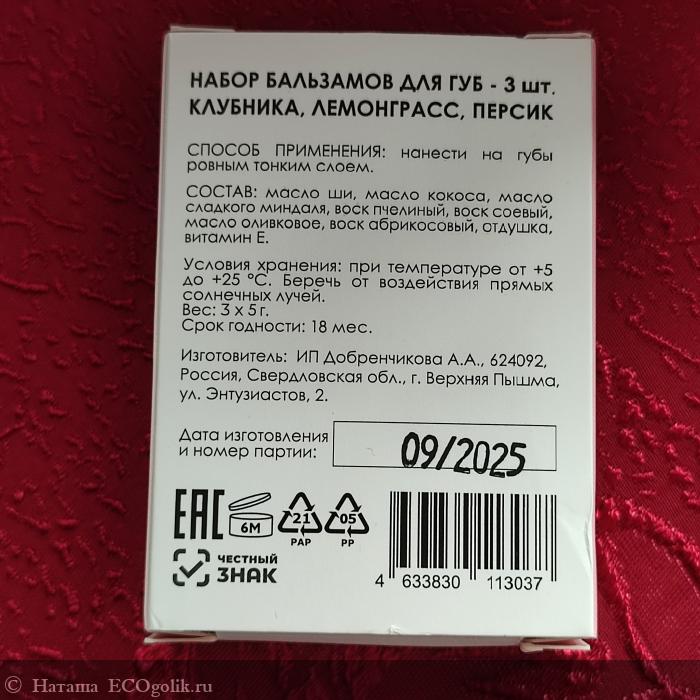 НАБОР БАЛЬЗАМОВ ДЛЯ ГУБ - 3 шт.
КЛУБНИКА, ЛЕМОНГРАСС, ПЕРСИК
СПОСОБ ПРИМЕНЕНИЯ: нанести на губы
ровным тонким слоем.
СОСТАВ: масло ши, масло кокоса, масло
сладкого миндаля, воск пчелиный, воск соевый,
масло оливковое, воск абрикосовый, отдушка,
витамин Е.
Условия хранения: при температуре от +5
до +25 °C. Беречь от воздействия прямых
солнечных лучей.
Вес: 3 х 5 г.
Срок годности: 18 мес.
Изготовитель: ИП Добренчикова А.А., 624092,
Россия, Свердловская обл., г. Верхняя Пышма,
ул. Энтузиастов, 2.
Дата изготовления
и номер партии:
09/2025
EAC 6M 21 PAP 05 PP
ЧЕСТНЫЙ
ЗНАК
4 633830 113037
© Наташа ECOgolik.ru